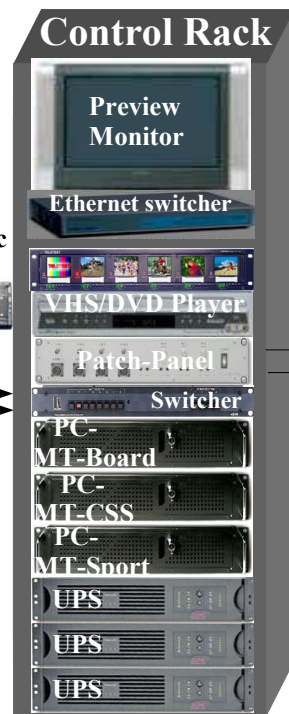 Control Rack
Preview
Monitor
Ethernet switcher
c
VHS/DVD Player
Patch-Panel
Switcher
PC-
MT-Board
PC-
MT-CSS
PC-
MT-Sport
UPS
UPS
UPS